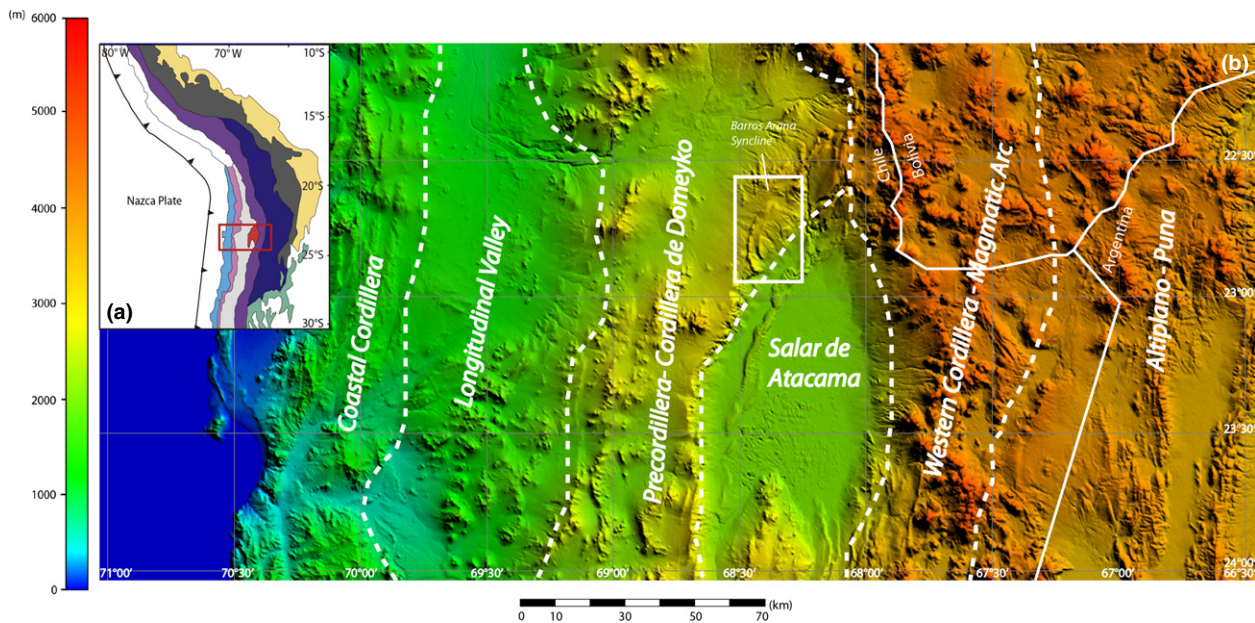 (m)
6000
5000
4000
3000
2000
1000
0
80° W
70°W
10°S
15°S
20°S
25°S
30°S
Nazca Plate
(a)
(b)
Barros Arana
Syncline
Chile
Bolivia
Argentina
Coastal Cordillera
Longitudinal Valley
Precordillera- Cordillera de Domeyko
Salar de
Atacama
Western Cordillera -Magmatic Arc
Altiplano - Puna
22°30'
23°00'
23°30'
24°00'
71°00'
70°30'
70°00'
69°30'
69°00'
68°30'
68°00'
67°30'
67°00'
66°30'
0 10 20 30 40 50 60 70 (km)